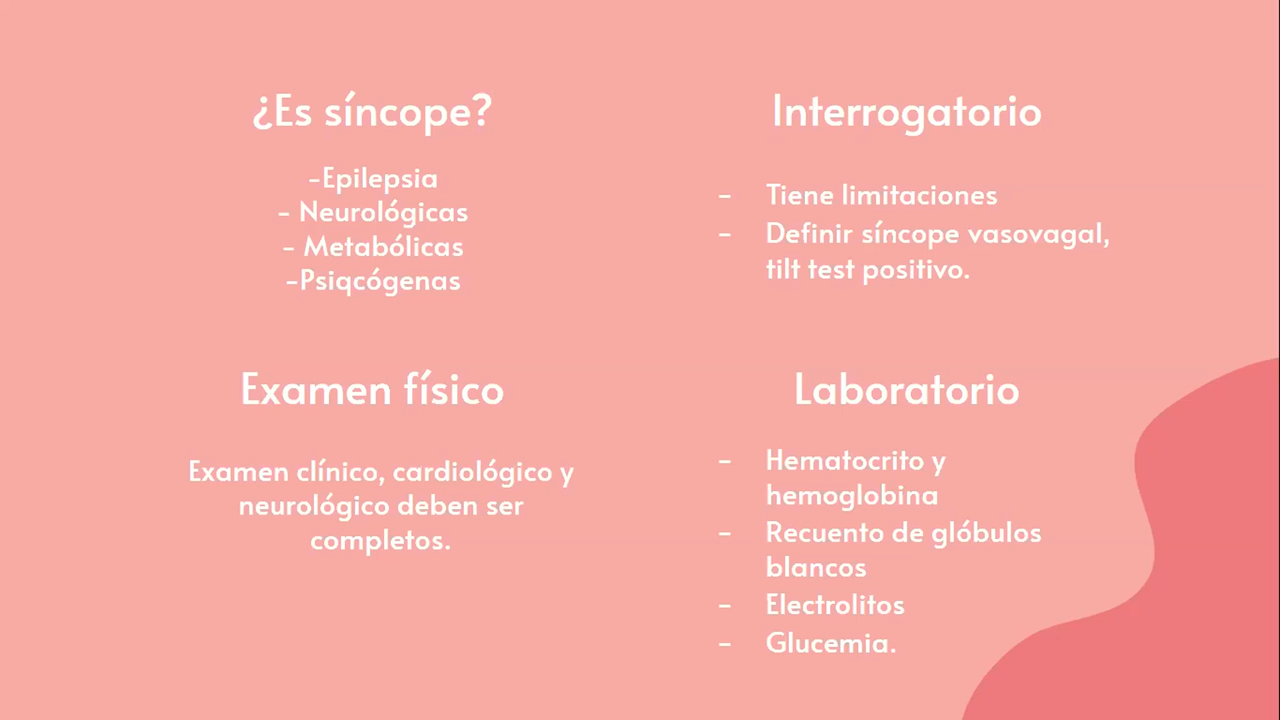 ¿Es síncope?
-Epilepsia
- Neurológicas
- Metabólicas
-Psiqcógenas
Interrogatorio
- Tiene limitaciones
- Definir síncope vasovagal,
tilt test positivo.
Examen físico
Examen clínico, cardiológico y
neurológico deben ser
completos.
Laboratorio
- Hematocrito y
hemoglobina
- Recuento de glóbulos
blancos
- Electrolitos
- Glucemia.